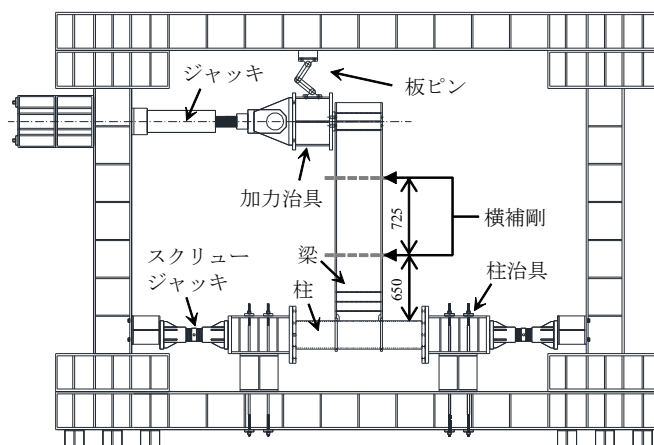 板ピン
ジャッキ
加力治具
725
横補剛
スクリュー
ジャッキ
梁
柱
650
柱治具